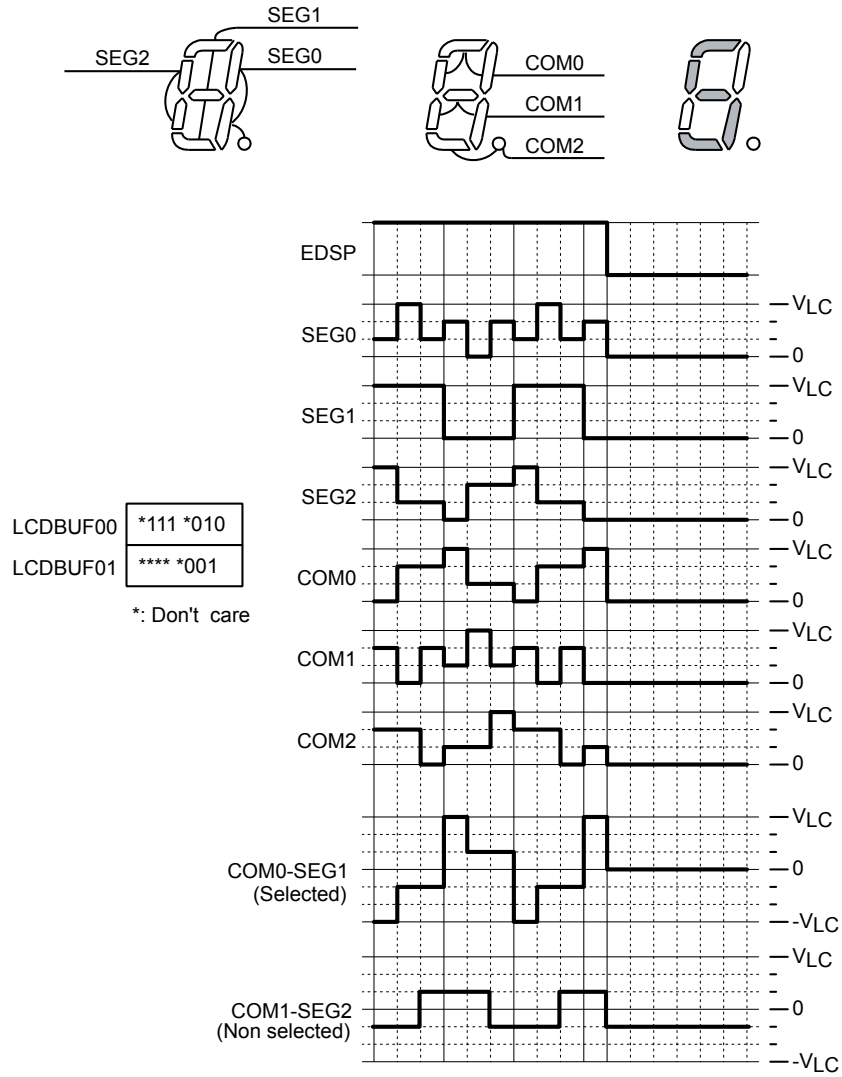 SEG1
SEG2
SEG0
COM0
COM1
COM2
EDSP
SEG0
VLC
0
SEG1
VLC
0
SEG2
VLC
0
LCDBUF00 *111 *010
LCDBUF01 **** *001
*: Don't care
COM0
VLC
0
COM1
VLC
0
COM2
VLC
0
COM0-SEG1
(Selected)
VLC
0
-VLC
COM1-SEG2
(Non selected)
VLC
0
-VLC